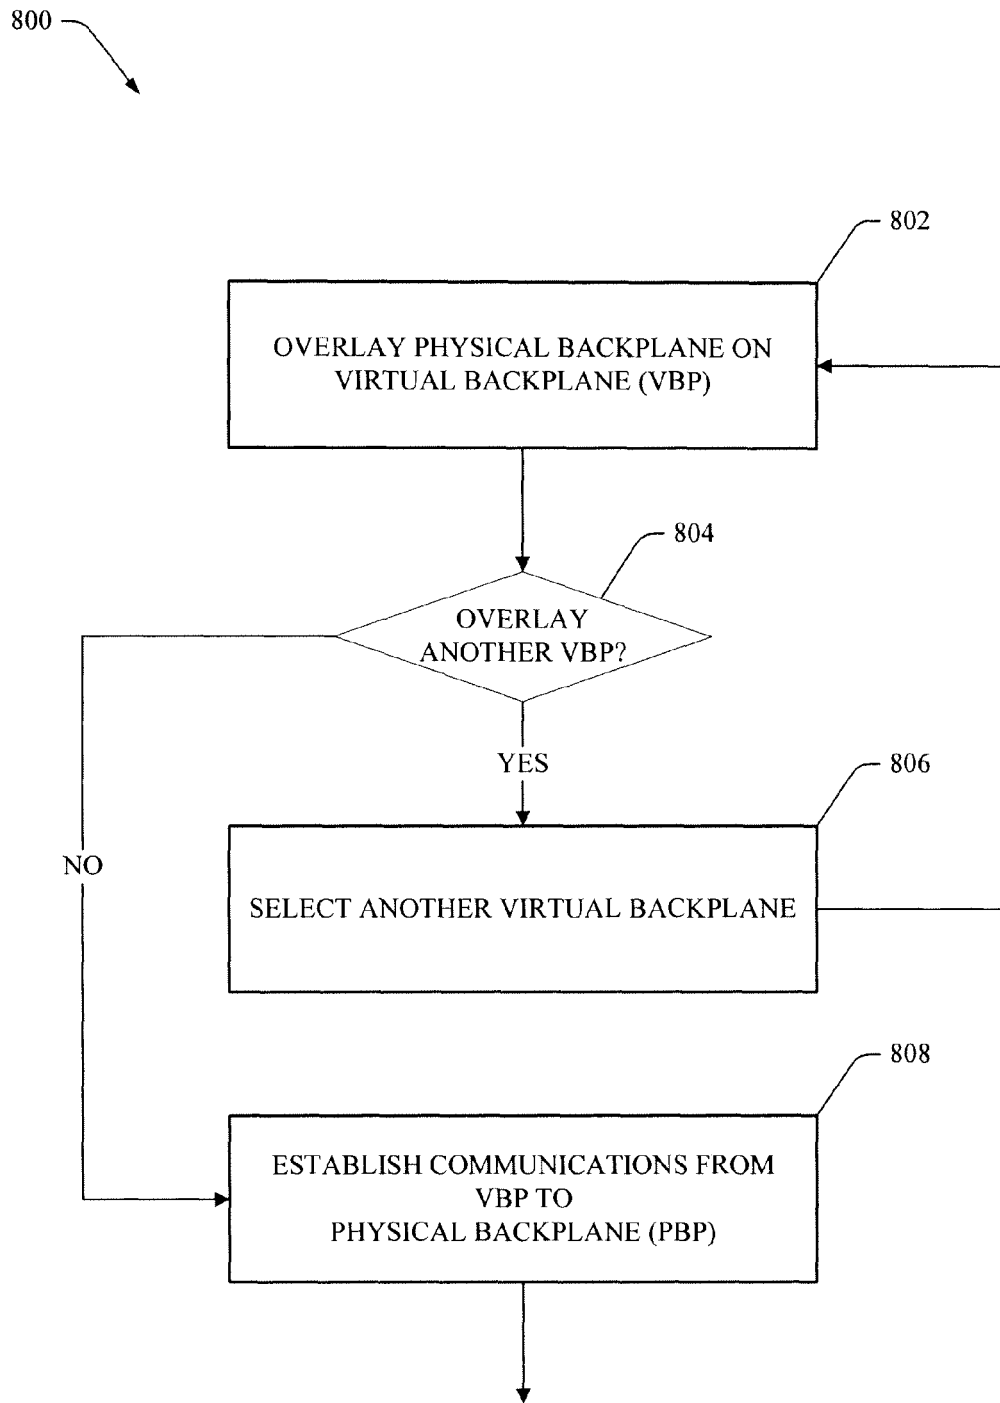 800
802
OVERLAY PHYSICAL BACKPLANE ON
VIRTUAL BACKPLANE (VBP)
804
OVERLAY
ANOTHER VBP?
YES
806
NO
SELECT ANOTHER VIRTUAL BACKPLANE
808
ESTABLISH COMMUNICATIONS FROM
VBP TO
PHYSICAL BACKPLANE (PBP)